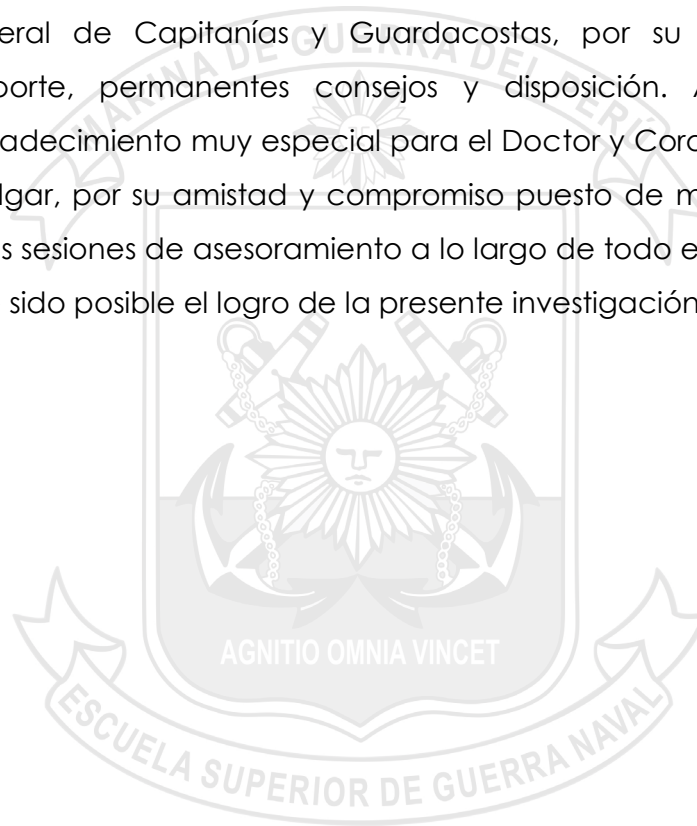 eral de Capitanías y Guardacostas, por su
porte, permanentes consejos y disposición. A
adecimiento muy especial para el Doctor y Coro
lgar, por su amistad y compromiso puesto de m
s sesiones de asesoramiento a lo largo de todo e
sido posible el logro de la presente investigación
MARINA DE GUERRA DEL PERÚ
AGNITIO OMNIA VINCET
ESCUELA SUPERIOR DE GUERRA NAVAL